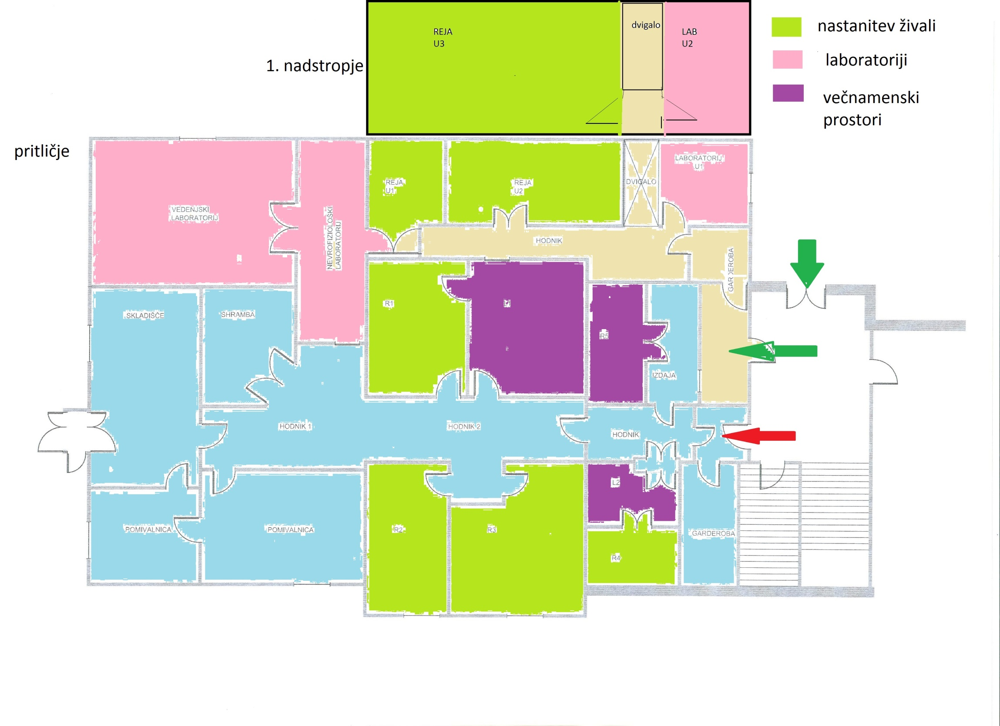 REJA
U3
dvigalo
LAB
U2
nastanitev živali
laboratoriji
večnamenski
prostori
1. nadstropje
pritličje
VEDENJSKI
LABORATORIJ
NEVROFIZIOLOŠKI
LABORATORIJ
REJA
U1
REJA
U2
DVIGALO
LABORATORIJ
U1
HODNIK
GARDEROBA
SKLADIŠČE
SHRAMBA
R1
R5
IZDAJA
HODNIK 1
HODNIK 2
HODNIK
L2
POMIVALNICA
POMIVALNICA
R2
R3
R4
GARDEROBA